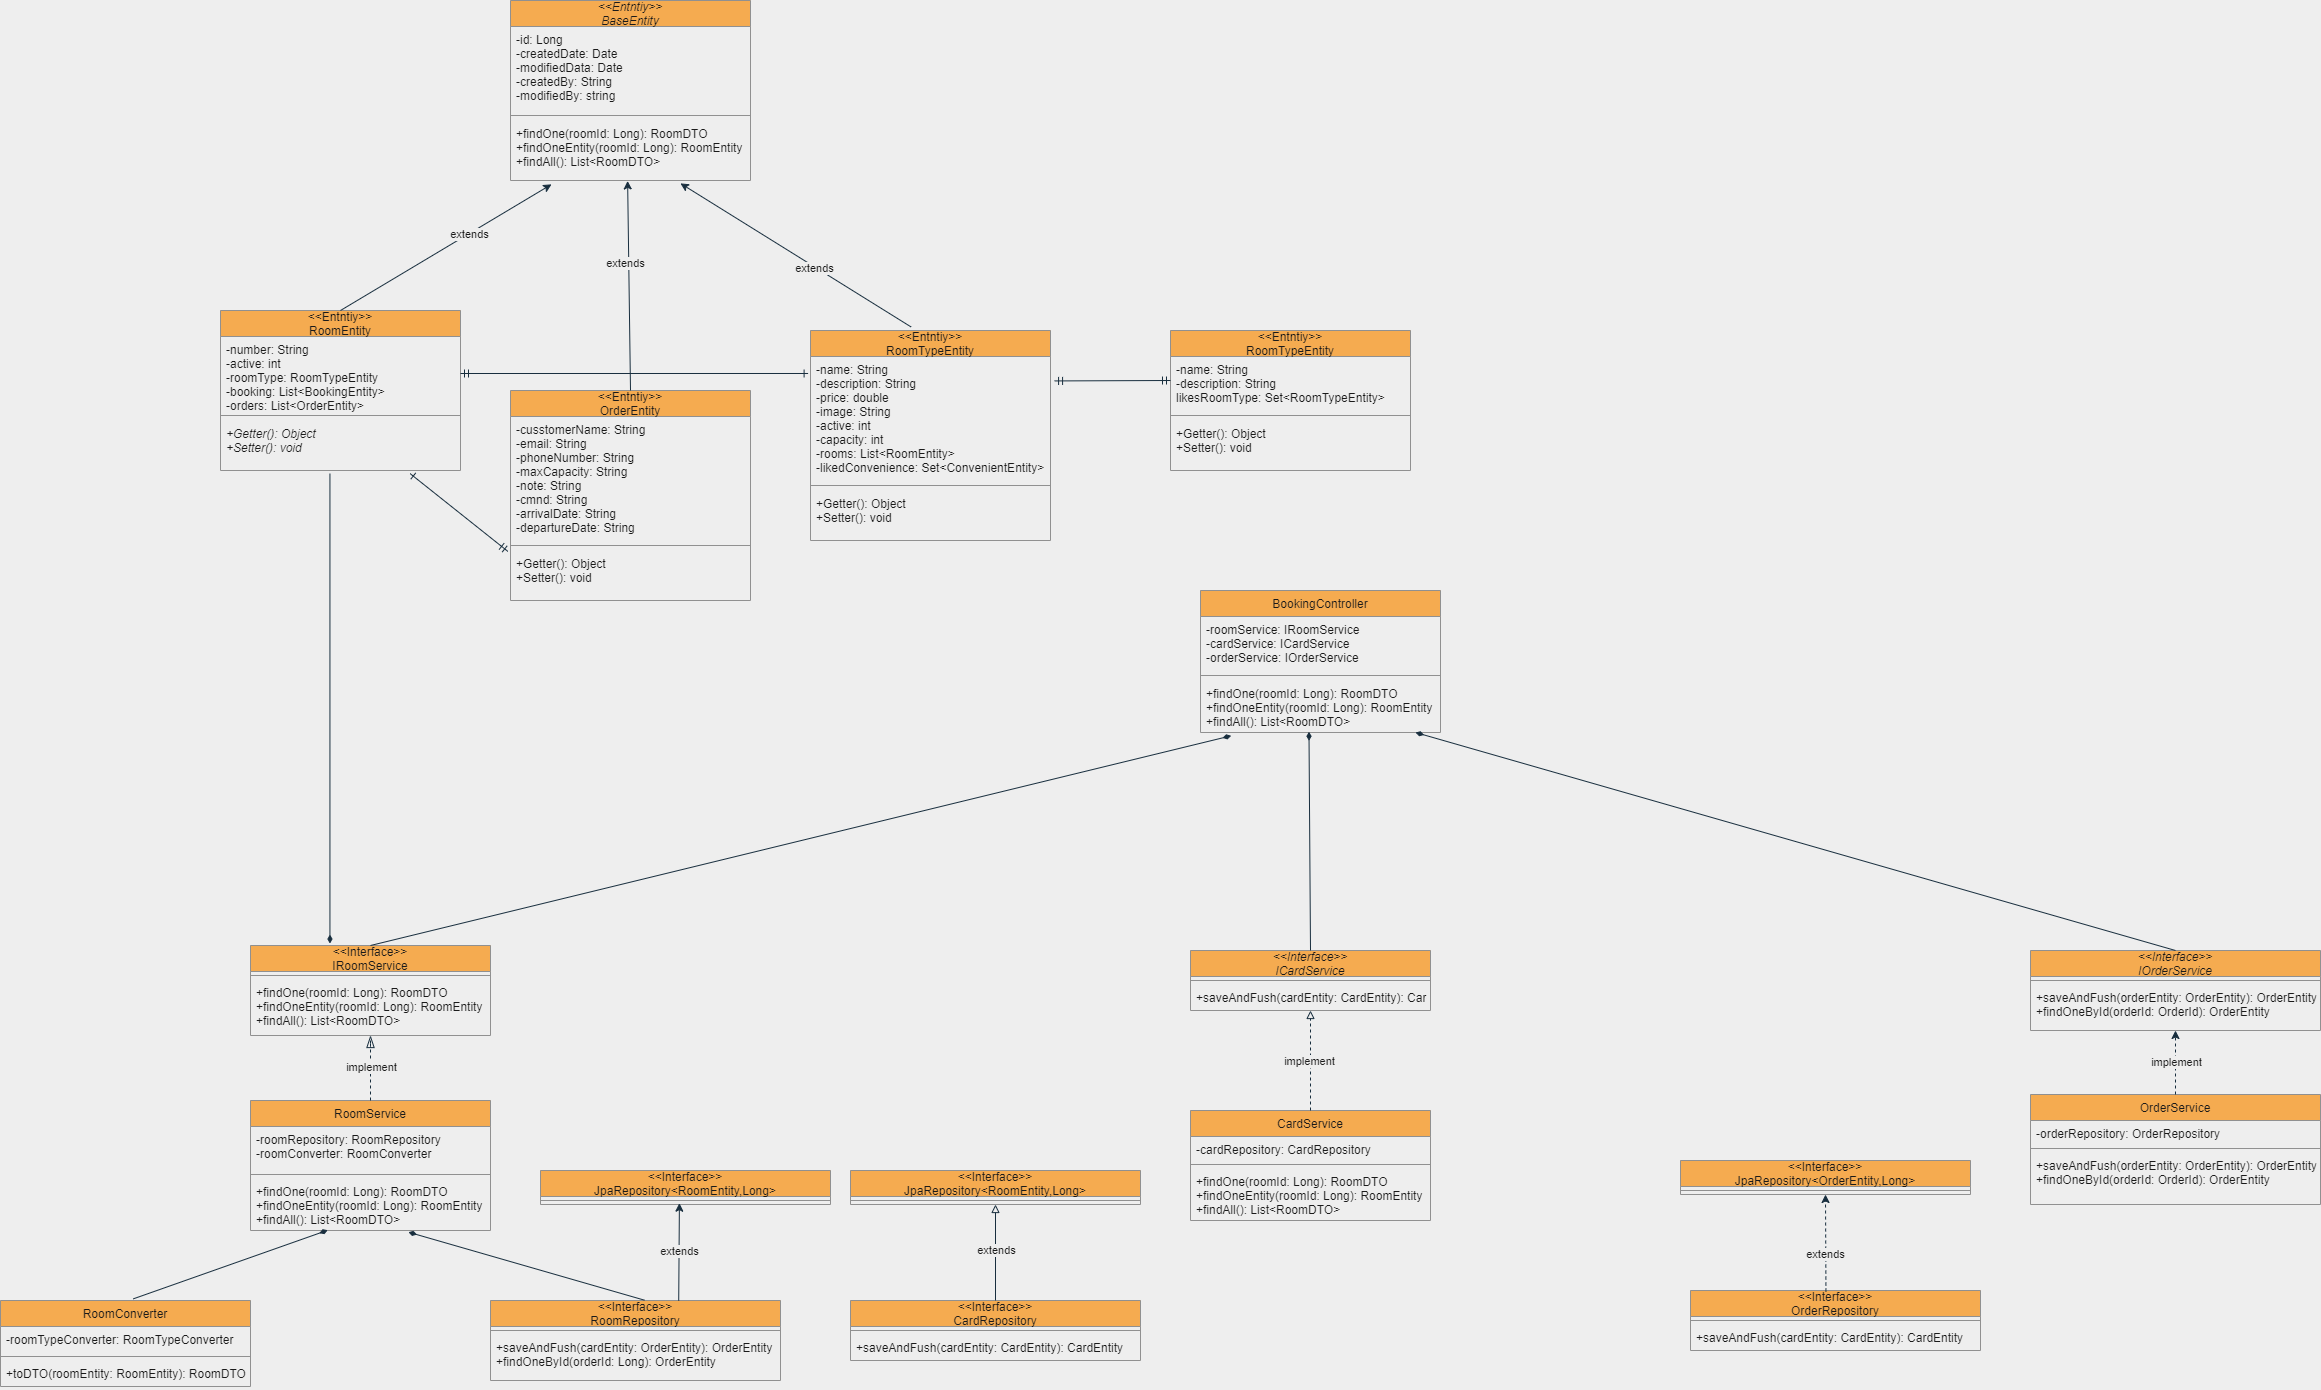 <<Entntiy>>
BaseEntity
-id: Long
-createdDate: Date
-modifiedData: Date
-createdBy: String
-modifiedBy: string
+findOne(roomId: Long): RoomDTO
+findOneEntity(roomId: Long): RoomEntity
+findAll(): List<RoomDTO>
extends
extends
extends
<<Entntiy>>
RoomEntity
-number: String
-active: int
-roomType: RoomTypeEntity
-booking: List<BookingEntity>
-orders: List<OrderEntity>
+Getter(): Object
+Setter(): void
<<Entntiy>>
OrderEntity
-cusstomerName: String
-email: String
-phoneNumber: String
-maxCapacity: String
-note: String
-cmnd: String
-arrivalDate: String
-departureDate: String
+Getter(): Object
+Setter(): void
<<Entntiy>>
RoomTypeEntity
-name: String
-description: String
-price: double
-image: String
-active: int
-capacity: int
-rooms: List<RoomEntity>
-likedConvenience: Set<ConvenientEntity>
+Getter(): Object
+Setter(): void
<<Entntiy>>
RoomTypeEntity
-name: String
-description: String
likesRoomType: Set<RoomTypeEntity>
+Getter(): Object
+Setter(): void
BookingController
-roomService: IRoomService
-cardService: ICardService
-orderService: IOrderService
+findOne(roomId: Long): RoomDTO
+findOneEntity(roomId: Long): RoomEntity
+findAll(): List<RoomDTO>
<<Interface>>
IRoomService
+findOne(roomId: Long): RoomDTO
+findOneEntity(roomId: Long): RoomEntity
+findAll(): List<RoomDTO>
implement
<<Interface>>
ICardService
+saveAndFush(cardEntity: CardEntity): Car
implement
<<Interface>>
IOrderService
+saveAndFush(orderEntity: OrderEntity): OrderEntity
+findOneById(orderId: OrderId): OrderEntity
implement
RoomService
-roomRepository: RoomRepository
-roomConverter: RoomConverter
+findOne(roomId: Long): RoomDTO
+findOneEntity(roomId: Long): RoomEntity
+findAll(): List<RoomDTO>
<<Interface>>
JpaRepository<RoomEntity,Long>
extends
<<Interface>>
JpaRepository<RoomEntity,Long>
extends
CardService
-cardRepository: CardRepository
+findOne(roomId: Long): RoomDTO
+findOneEntity(roomId: Long): RoomEntity
+findAll(): List<RoomDTO>
<<Interface>>
JpaRepository<OrderEntity,Long>
extends
OrderService
-orderRepository: OrderRepository
+saveAndFush(orderEntity: OrderEntity): OrderEntity
+findOneById(orderId: OrderId): OrderEntity
RoomConverter
-roomTypeConverter: RoomTypeConverter
+toDTO(roomEntity: RoomEntity): RoomDTO
<<Interface>>
RoomRepository
+saveAndFush(cardEntity: OrderEntity): OrderEntity
+findOneById(orderId: Long): OrderEntity
<<Interface>>
CardRepository
+saveAndFush(cardEntity: CardEntity): CardEntity
<<Interface>>
OrderRepository
+saveAndFush(cardEntity: CardEntity): CardEntity